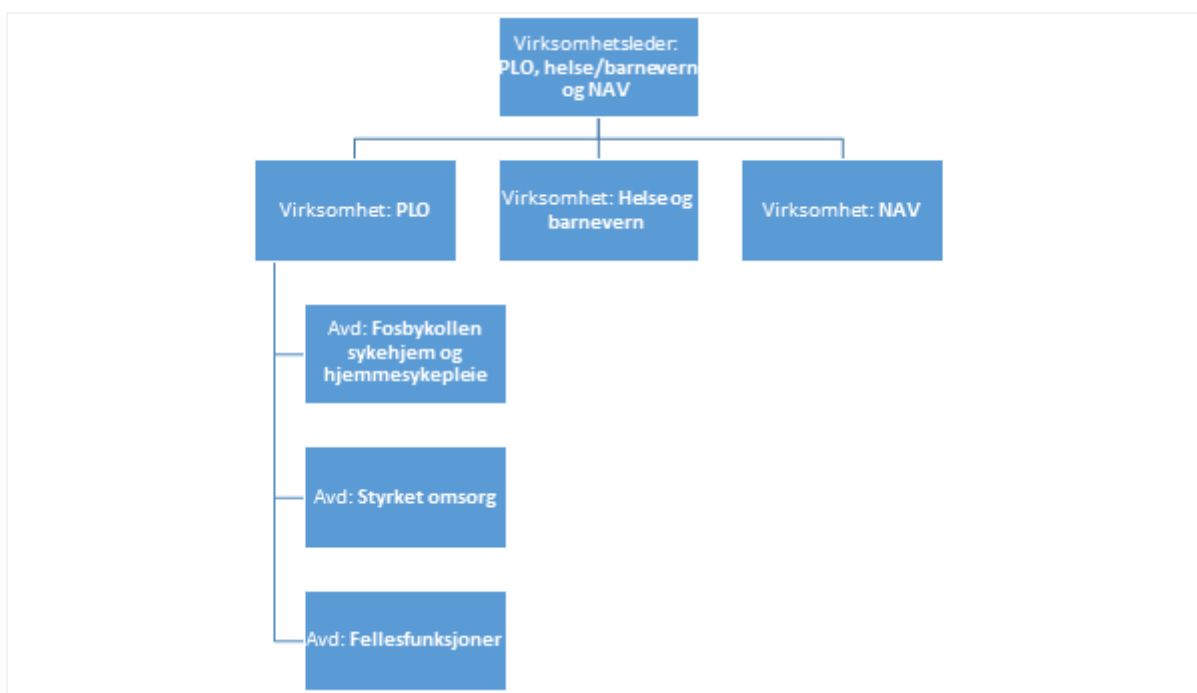 Virksomhetsleder:
PLO, helse/barnevern
og NAV
Virksomhet: PLO
Virksomhet: Helse og
barnevern
Virksomhet: NAV
Avd: Fosbykollen
sykehjem og
hjemmesykepleie
Avd: Styrket omsorg
Avd: Fellesfunksjoner